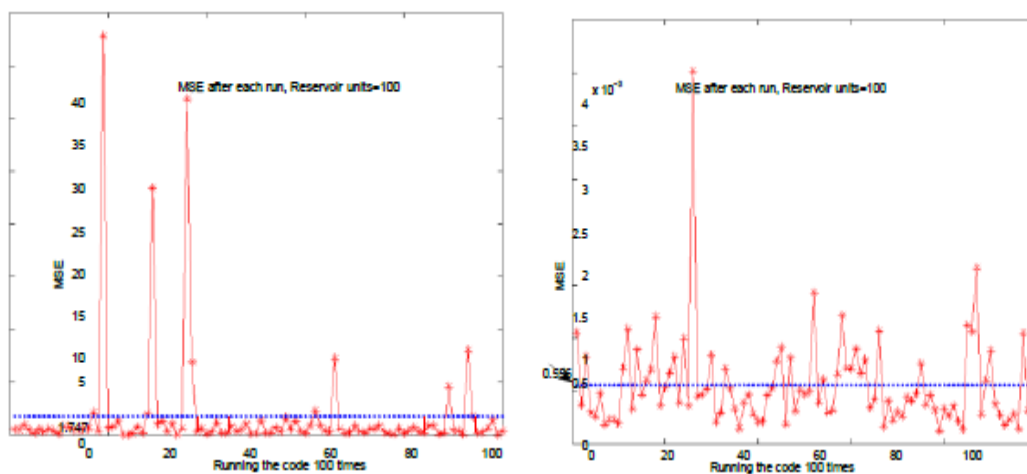 MSE after each run, Reservoir units=100
40
35
30
25
20
15
10
5
1.747
0
MSE
0 20 40 60 80 100
Running the code 100 times
MSE after each run, Reservoir units=100
4 x 10⁻³
3.5
3
2.5
2
1.5
1
0.596
0.5
0
MSE
0 20 40 60 80 100
Running the code 100 times